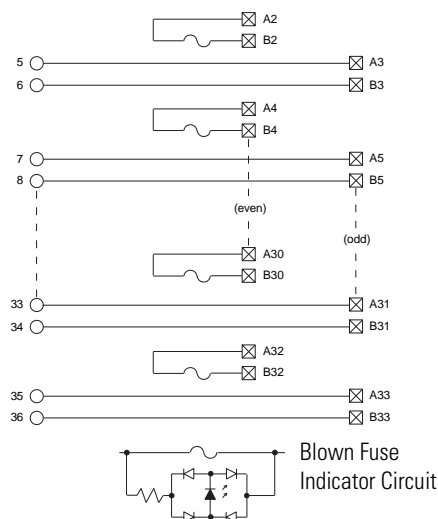 A2
B2
5 A3
6 B3
A4
B4
7 A5
8 B5
(even)
(odd)
A30
B30
33 A31
34 B31
A32
B32
35 A33
36 B33
Blown Fuse
Indicator Circuit